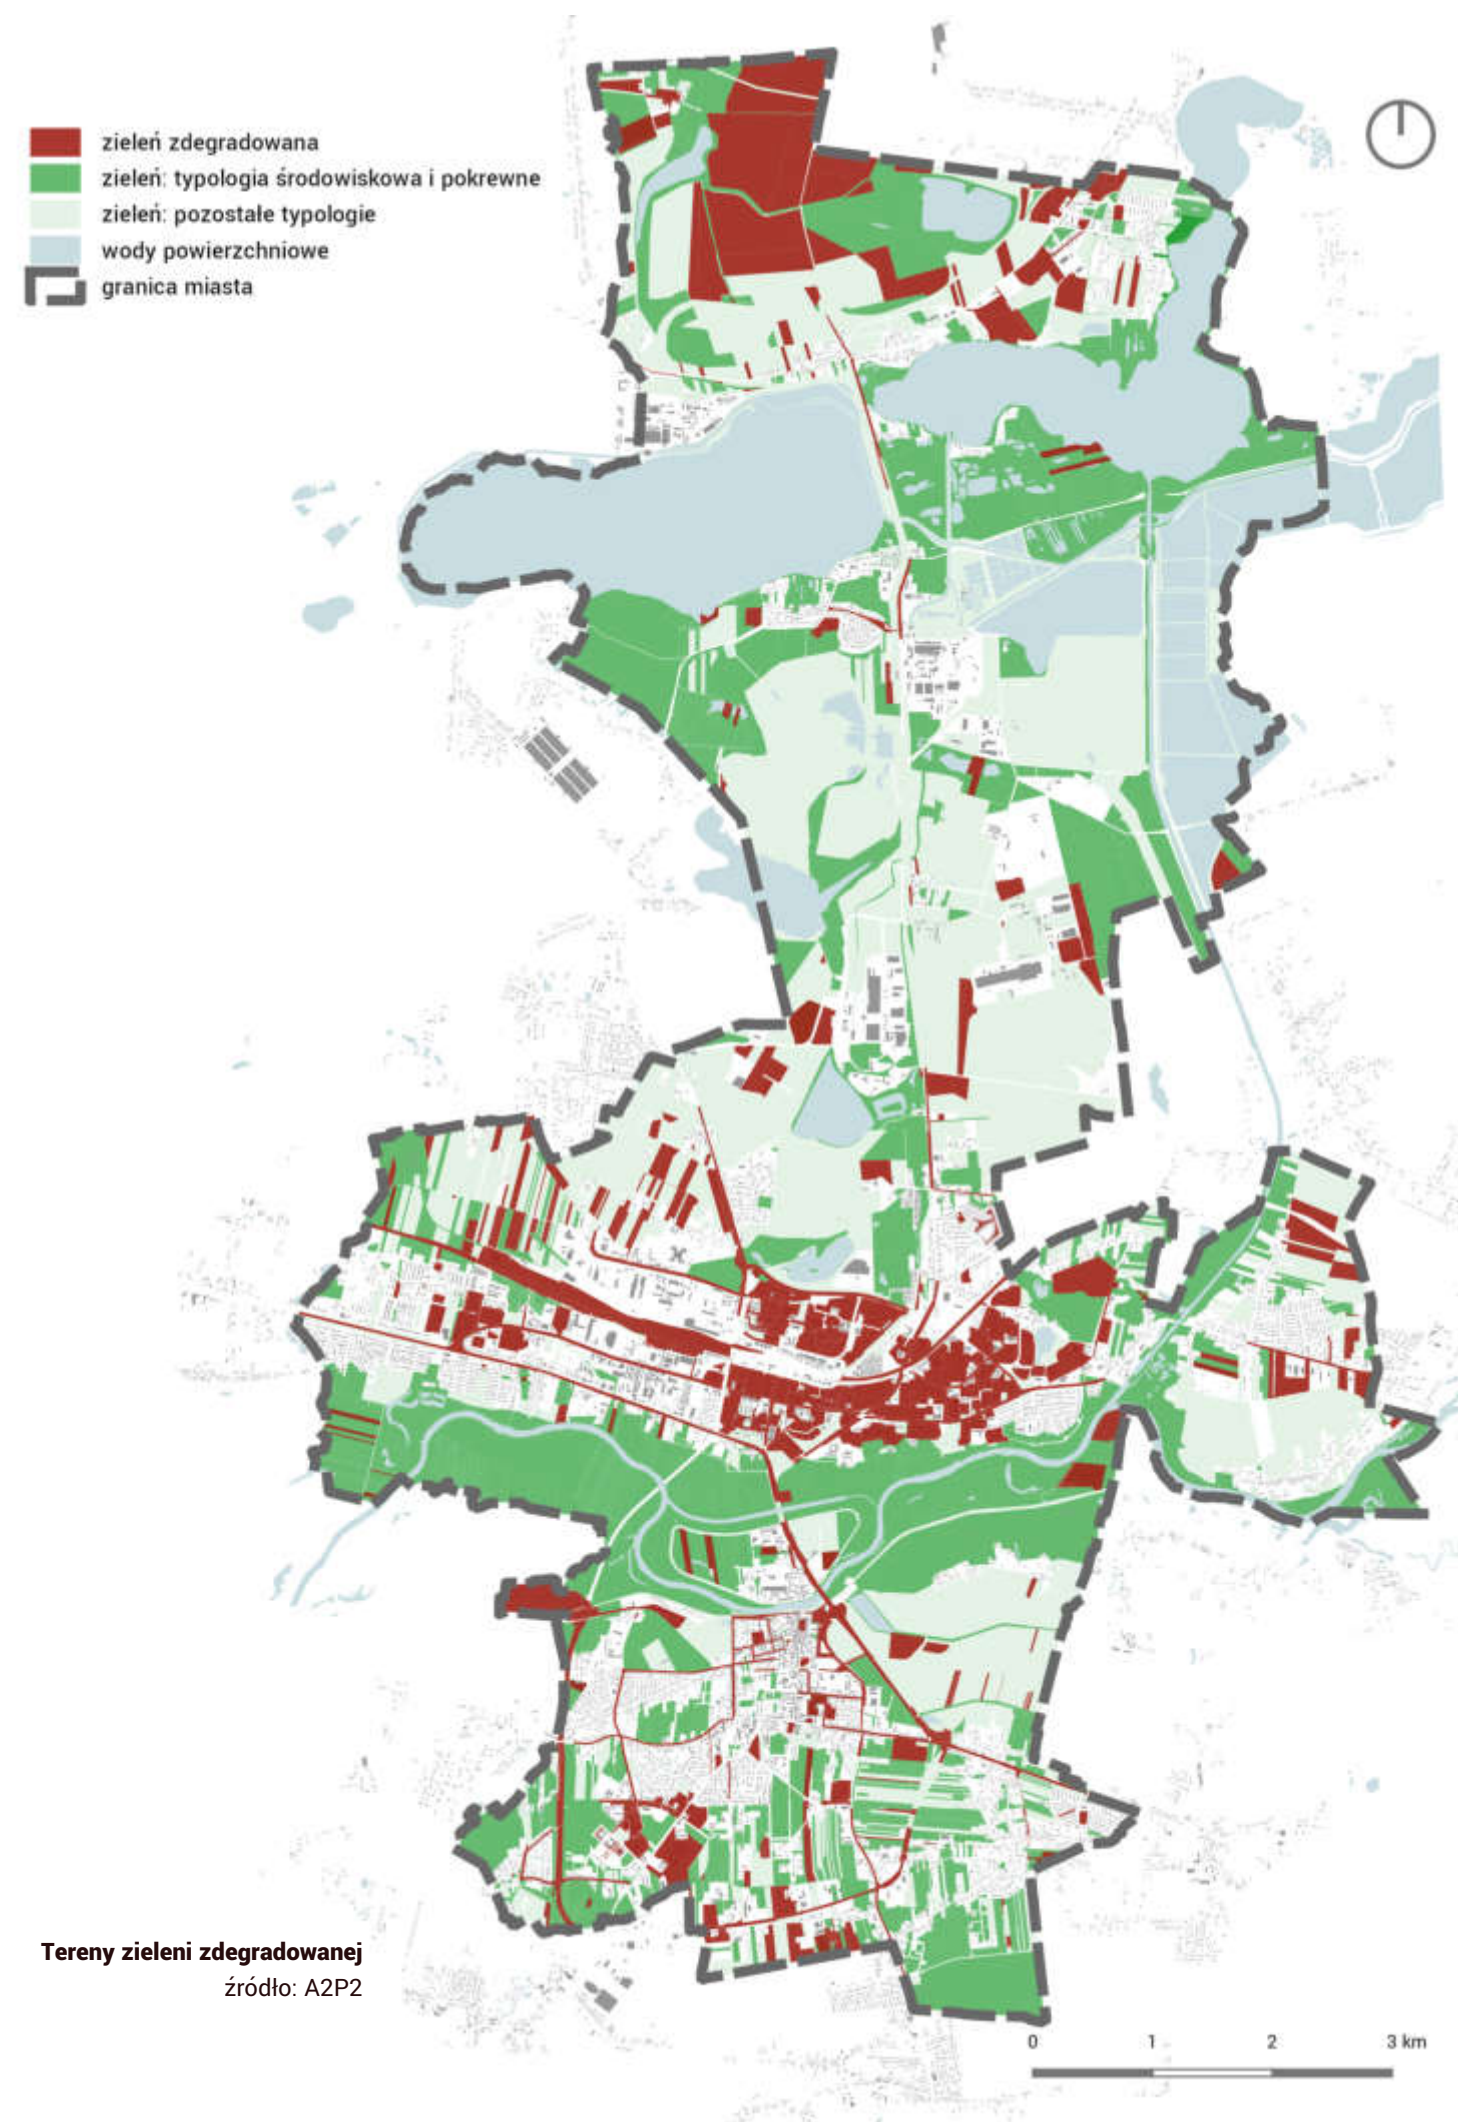 zieleń zdegradowana
zieleń: typologia środowiskowa i pokrewne
zieleń: pozostałe typologie
wody powierzchniowe
granica miasta
Tereny zieleni zdegradowanej
źródło: A2P2
0 1 2 3 km